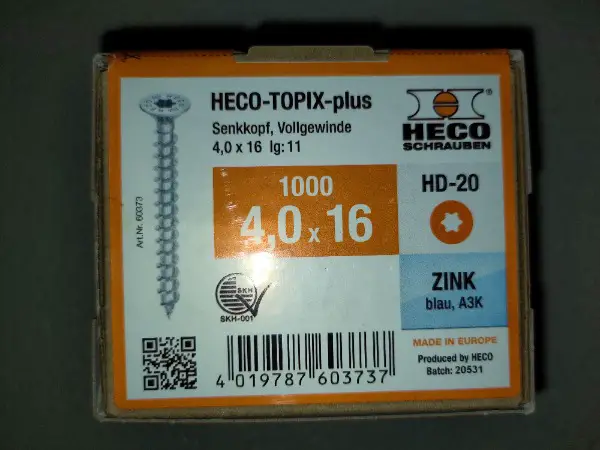 HECO-TOPIX-plus
Senkkopf, Vollgewinde
4,0 x 16 lg: 11
HECO®
SCHRAUBEN
1000
4,0 x 16
HD-20
ZINK
blau, A3K
Art.Nr. 60373
SKH
SKH-001
MADE IN EUROPE
Produced by HECO
Batch: 20531
4 019787 603737